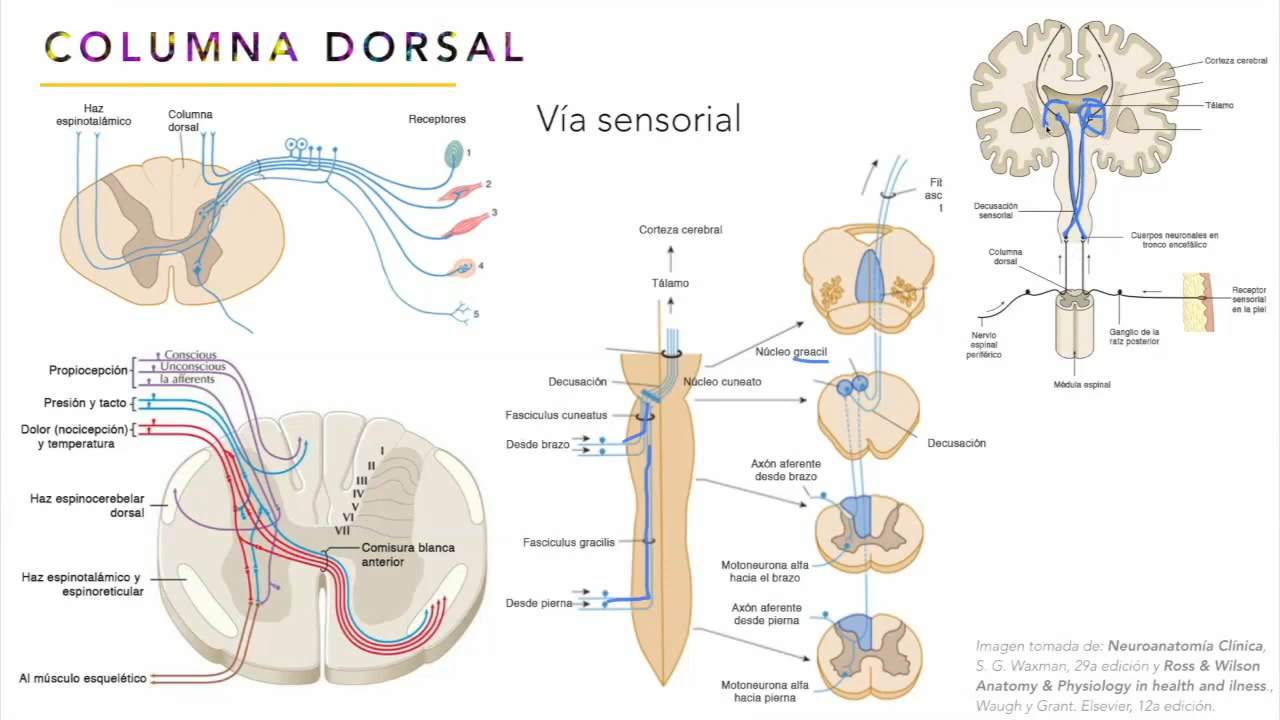 COLUMNA DORSAL
Vía sensorial
Haz
espinotalámico
Columna
dorsal
Receptores
1
2
3
4
5
Conscious
Unconscious
Ia afferents
Propiocepción
Presión y tacto
Dolor (nocicepción)
y temperatura
I
II
III
IV
V
VI
VII
Haz espinocerebelar
dorsal
Comisura blanca
anterior
Haz espinotalámico y
espinoreticular
Al músculo esquelético
Corteza cerebral
Tálamo
Decusación
Núcleo greacil
Núcleo cuneato
Fasciculus cuneatus
Desde brazo
Fasciculus gracilis
Desde pierna
Fit
asc
1
Decusación
Axón aferente
desde brazo
Motoneurona alfa
hacia el brazo
Axón aferente
desde pierna
Motoneurona alfa
hacia pierna
Corteza cerebral
Tálamo
Decusación
sensorial
Cuerpos neuronales en
tronco encefálico
Columna
dorsal
Receptor
sensorial
en la piel
Nervio
espinal
periférico
Ganglio de la
raíz posterior
Médula espinal
Imagen tomada de: Neuroanatomía Clínica,
S. G. Waxman, 29a edición y Ross & Wilson
Anatomy & Physiology in health and ilness.,
Waugh y Grant. Elsevier, 12a edición.